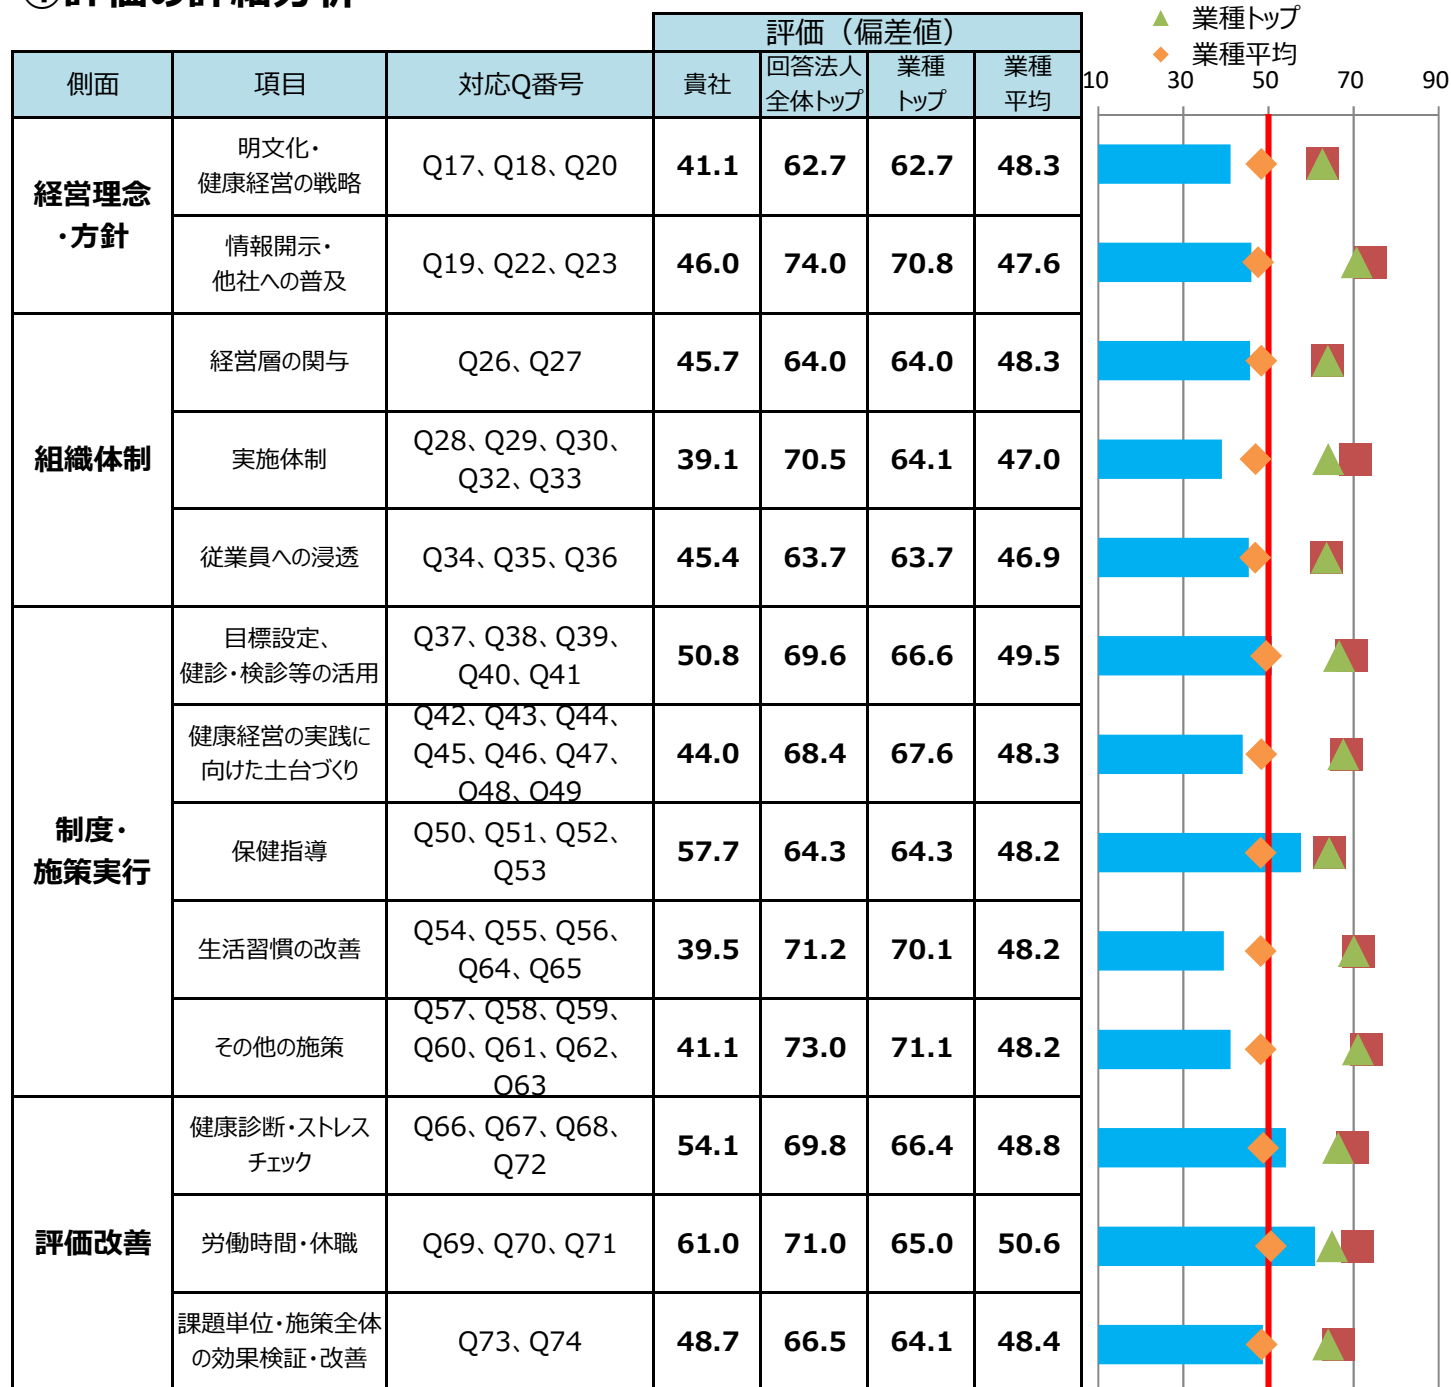 ①評価の詳細分析
業種トップ
業種平均
評価（偏差値）
側面 項目 対応Q番号 貴社 回答法人 業種 業種
全体トップ トップ 平均
10 30 50 70 90
経営理念
・方針
明文化・
健康経営の戦略
Q17、Q18、Q20
41.1 62.7 62.7 48.3
情報開示・
他社への普及
Q19、Q22、Q23
46.0 74.0 70.8 47.6
組織体制
経営層の関与
Q26、Q27
45.7 64.0 64.0 48.3
実施体制
Q28、Q29、Q30、
Q32、Q33
39.1 70.5 64.1 47.0
従業員への浸透
Q34、Q35、Q36
45.4 63.7 63.7 46.9
制度・
施策実行
目標設定、
健診・検診等の活用
Q37、Q38、Q39、
Q40、Q41
50.8 69.6 66.6 49.5
健康経営の実践に
向けた土台づくり
Q42、Q43、Q44、
Q45、Q46、Q47、
Q48、Q49
44.0 68.4 67.6 48.3
保健指導
Q50、Q51、Q52、
Q53
57.7 64.3 64.3 48.2
生活習慣の改善
Q54、Q55、Q56、
Q64、Q65
39.5 71.2 70.1 48.2
その他の施策
Q57、Q58、Q59、
Q60、Q61、Q62、
Q63
41.1 73.0 71.1 48.2
評価改善
健康診断・ストレス
チェック
Q66、Q67、Q68、
Q72
54.1 69.8 66.4 48.8
労働時間・休職
Q69、Q70、Q71
61.0 71.0 65.0 50.6
課題単位・施策全体
の効果検証・改善
Q73、Q74
48.7 66.5 64.1 48.4